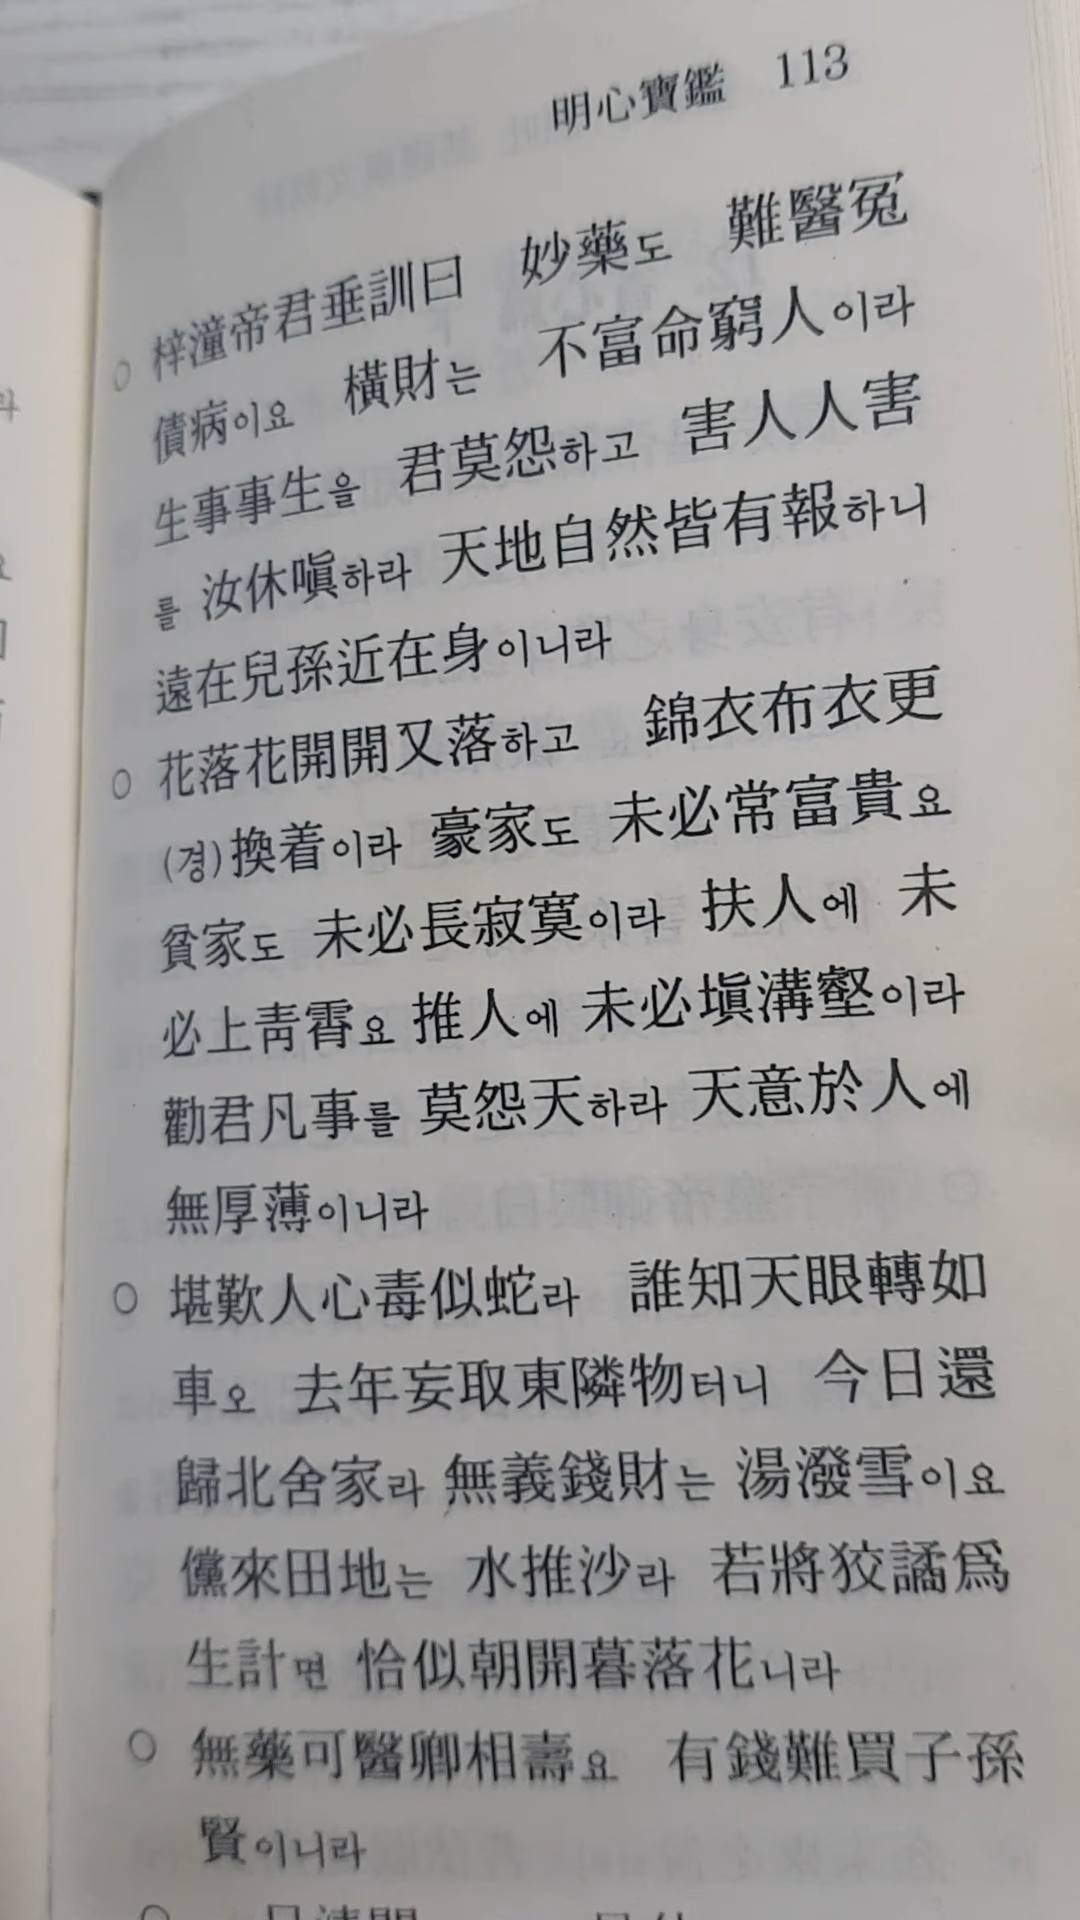 明心寶鑑 113
○ 梓潼帝君垂訓曰 妙藥도 難醫冤
債病이요 橫財는 不富命窮人이라
生事事生을 君莫怨하고 害人人害
를 汝休嗔하라 天地自然皆有報하니
遠在兒孫近在身이니라
○ 花落花開開又落하고 錦衣布衣更
(경)換着이라 豪家도 未必常富貴요
貧家도 未必長寂寞이라 扶人에 未
必上靑霄요 推人에 未必塡溝壑이라
勸君凡事를 莫怨天하라 天意於人에
無厚薄이니라
○ 堪歎人心毒似蛇라 誰知天眼轉如
車오 去年妄取東隣物터니 今日還
歸北舍家라 無義錢財는 湯潑雪이요
儻來田地는 水推沙라 若將狡譎爲
生計면 恰似朝開暮落花니라
○ 無藥可醫卿相壽요 有錢難買子孫
賢이니라